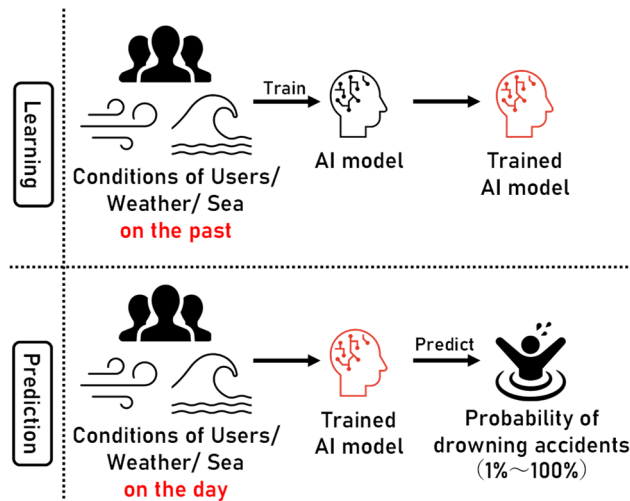 Learning
Train
AI model
Trained
AI model
Conditions of Users/
Weather/ Sea
on the past
Prediction
Predict
Trained
AI model
Probability of
drowning accidents
（1%～100%）
Conditions of Users/
Weather/ Sea
on the day